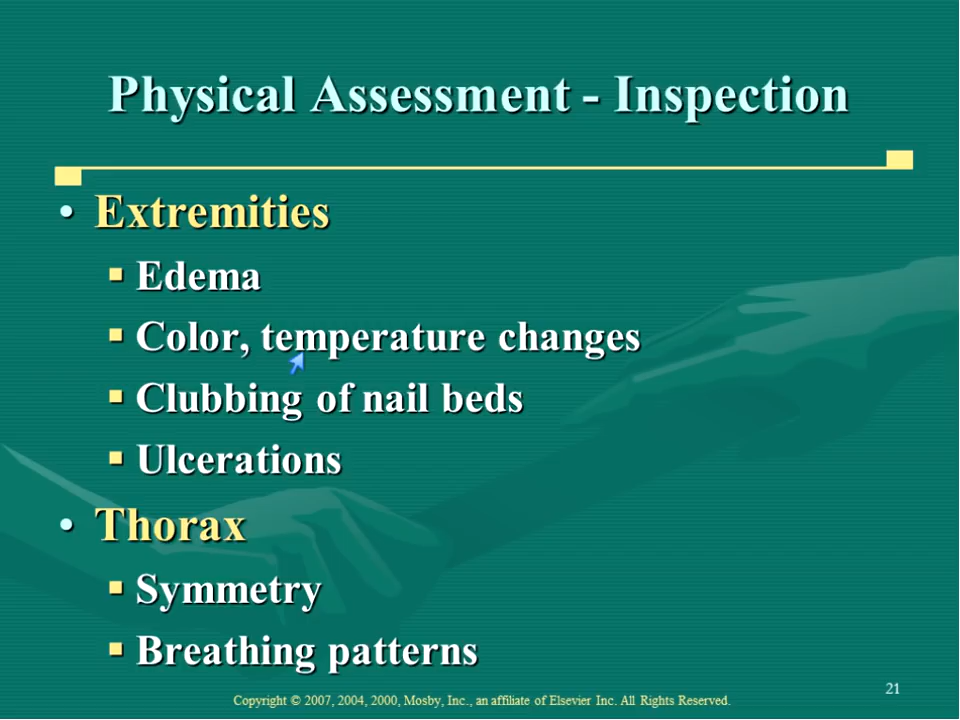 Physical Assessment - Inspection
• Extremities
▪ Edema
▪ Color, temperature changes
▪ Clubbing of nail beds
▪ Ulcerations
• Thorax
▪ Symmetry
▪ Breathing patterns
21
Copyright © 2007, 2004, 2000, Mosby, Inc., an affiliate of Elsevier Inc. All Rights Reserved.